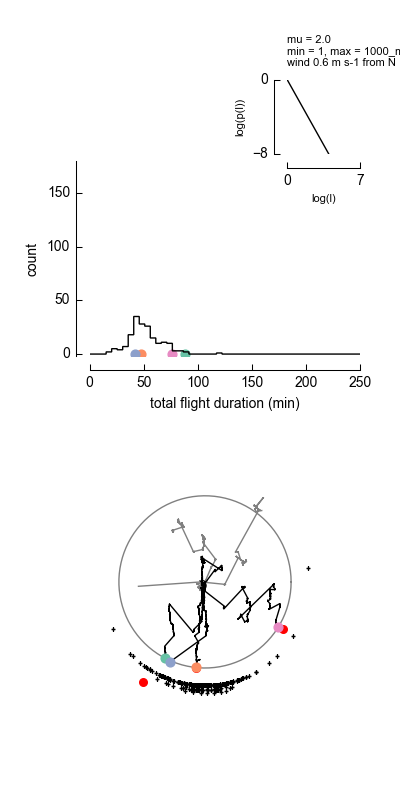 mu = 2.0
min = 1, max = 1000_m
wind 0.6 m s-1 from N
0
log(p(l))
−8
0 7
log(l)
150
100
50
0
count
0 50 100 150 200 250
total flight duration (min)